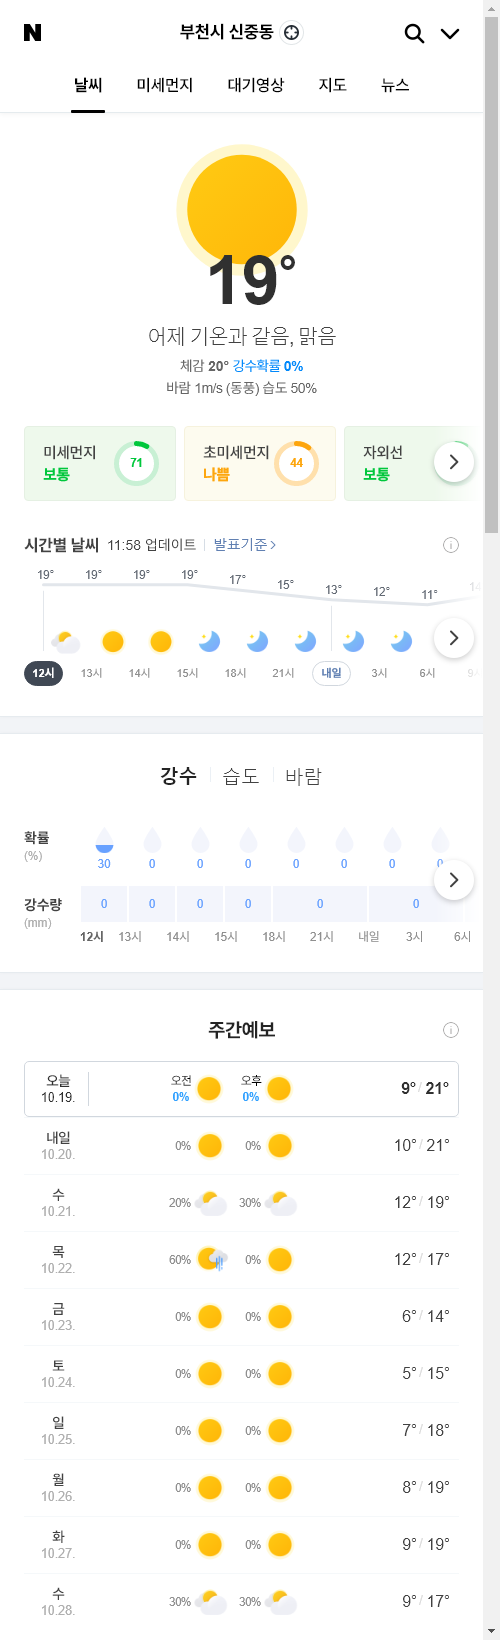 N
부천시 신중동
날씨 미세먼지 대기영상 지도 뉴스
19°
어제 기온과 같음, 맑음
체감 20° 강수확률 0%
바람 1m/s (동풍) 습도 50%
미세먼지 보통 71
초미세먼지 나쁨 44
자외선 보통
시간별 날씨 11:58 업데이트 발표기준 >
19° 19° 19° 19° 17° 15° 13° 12° 11° 14
12시 13시 14시 15시 18시 21시 내일 3시 6시
강수 습도 바람
확률 (%)
30 0 0 0 0 0 0 0
강수량 (mm)
0 0 0 0 0 0
12시 13시 14시 15시 18시 21시 내일 3시 6시
주간예보
오늘 10.19. 오전 0% 오후 0% 9° / 21°
내일 10.20. 0% 0% 10° / 21°
수 10.21. 20% 30% 12° / 19°
목 10.22. 60% 0% 12° / 17°
금 10.23. 0% 0% 6° / 14°
토 10.24. 0% 0% 5° / 15°
일 10.25. 0% 0% 7° / 18°
월 10.26. 0% 0% 8° / 19°
화 10.27. 0% 0% 9° / 19°
수 10.28. 30% 30% 9° / 17°